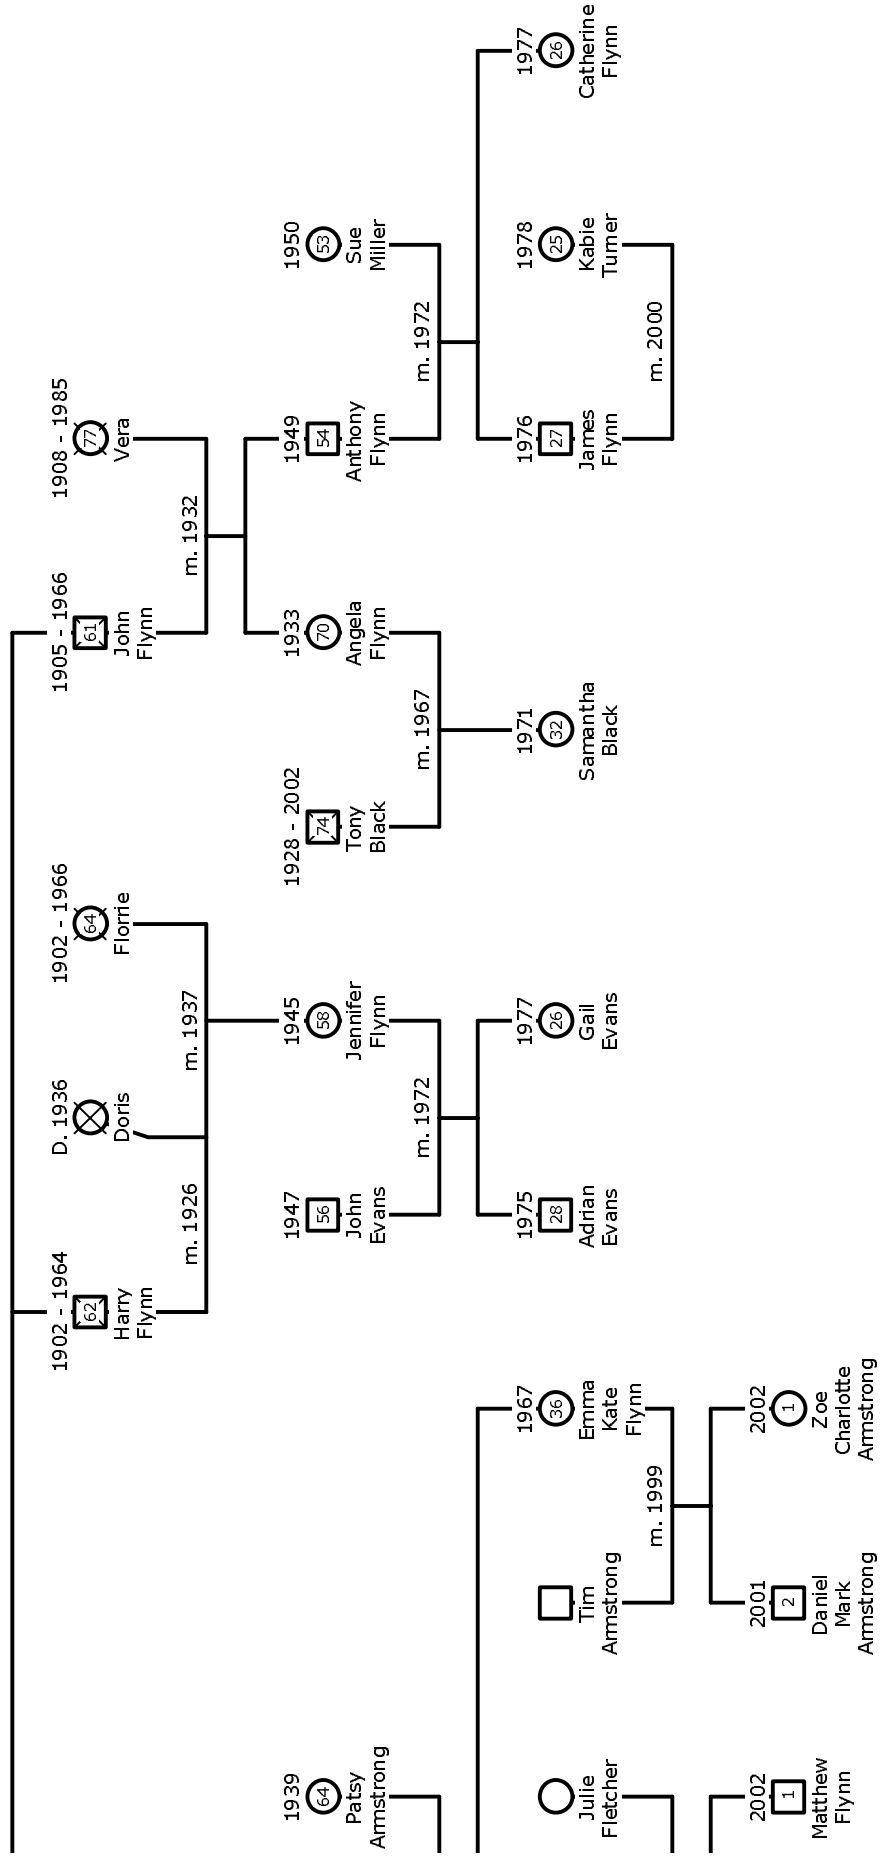 1905 - 1966
61
John
Flynn
1908 - 1985
77
Vera
m. 1932
1902 - 1964
62
Harry
Flynn
D. 1936
Doris
1902 - 1966
64
Florrie
m. 1926
m. 1937
1939
64
Patsy
Armstrong
1947
56
John
Evans
1945
58
Jennifer
Flynn
m. 1972
1928 - 2002
74
Tony
Black
1933
70
Angela
Flynn
m. 1967
1949
54
Anthony
Flynn
1950
53
Sue
Miller
m. 1972
Julie
Fletcher
Tim
Armstrong
1967
36
Emma
Kate
Flynn
m. 1999
1975
28
Adrian
Evans
1977
26
Gail
Evans
1971
32
Samantha
Black
1976
27
James
Flynn
1978
25
Kabie
Turner
m. 2000
1977
26
Catherine
Flynn
2002
1
Matthew
Flynn
2001
2
Daniel
Mark
Armstrong
2002
1
Zoe
Charlotte
Armstrong